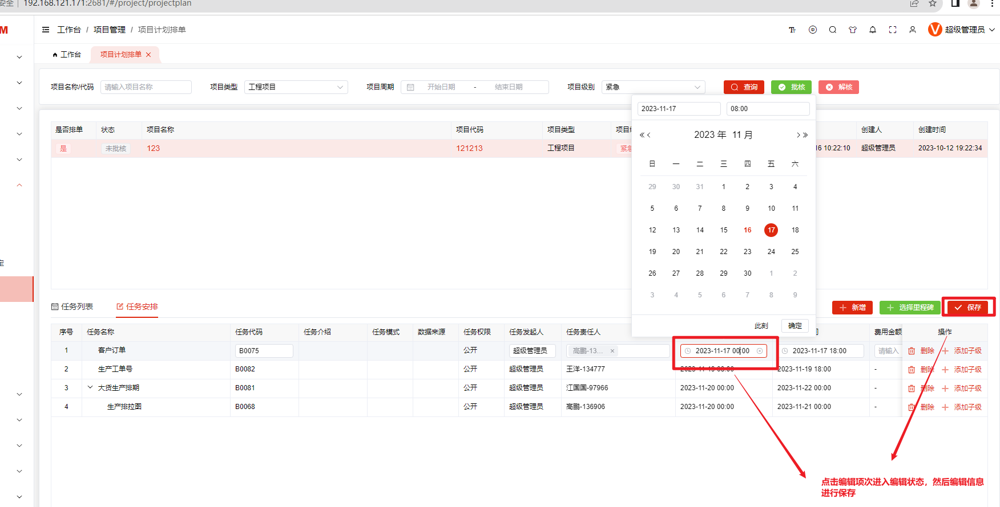 安全 | 192.168.121.171:2681/#/project/projectplan
M
工作台 / 项目管理 / 项目计划排单
超级管理员
工作台
项目计划排单
项目名称/代码 请输入项目名称 项目类型 工程项目 项目周期 开始日期 - 结束日期 项目级别 紧急 查询 批核 解核
2023-11-17 08:00
2023 年 11 月
日 一 二 三 四 五 六
29 30 31 1 2 3 4
5 6 7 8 9 10 11
12 13 14 15 16 17 18
19 20 21 22 23 24 25
26 27 28 29 30 1 2
3 4 5 6 7 8 9
此刻 确定
是否排单 状态 项目名称 项目代码 项目类型 创建人 创建时间
是 未批核 123 121213 工程项目 紧急 16 10:22:10 超级管理员 2023-10-12 19:22:34
任务列表 任务安排 新增 选择里程碑 保存
序号 任务名称 任务代码 任务介绍 任务模式 数据来源 任务权限 任务发起人 任务责任人 费用金额 操作
1 客户订单 B0075 公开 超级管理员 高鹏-13... 2023-11-17 00:00 2023-11-17 18:00 请输入 删除 添加子级
2 生产工单号 B0082 公开 超级管理员 王洋-134777 2023-11-19 18:00 - 删除 添加子级
3 大货生产排期 B0081 公开 超级管理员 江国国-97966 2023-11-20 00:00 2023-11-22 00:00 - 删除 添加子级
4 生产排拉图 B0068 公开 超级管理员 高鹏-136906 2023-11-20 00:00 2023-11-21 00:00 - 删除 添加子级
点击编辑项次进入编辑状态，然后编辑信息
进行保存